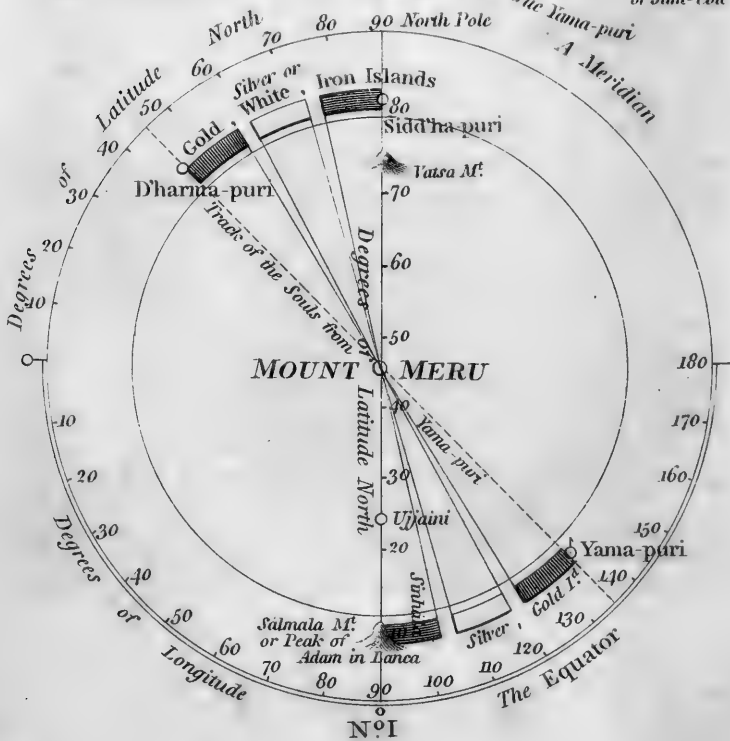 the Yama-puri
A Meridian
Degrees of Latitude North
10
20
30
40
50
60
70
80
90 North Pole
Gold, Silver or White, Iron Islands
80
Sidd'ha-puri
Vatsa Mt.
D'harma-puri
Track of the Souls from Yama-puri
Degrees of Latitude North
70
60
50
40
30
20
10
MOUNT MERU
Ujjaini
Yama-puri
Gold Id.
Silver,
Sinhala
Salmala Mt.
or Peak of
Adam in Lanca
180
170
160
150
140
130
120
110
100
90
80
70
60
50
40
30
20
10
Degrees of Longitude
The Equator
No. I